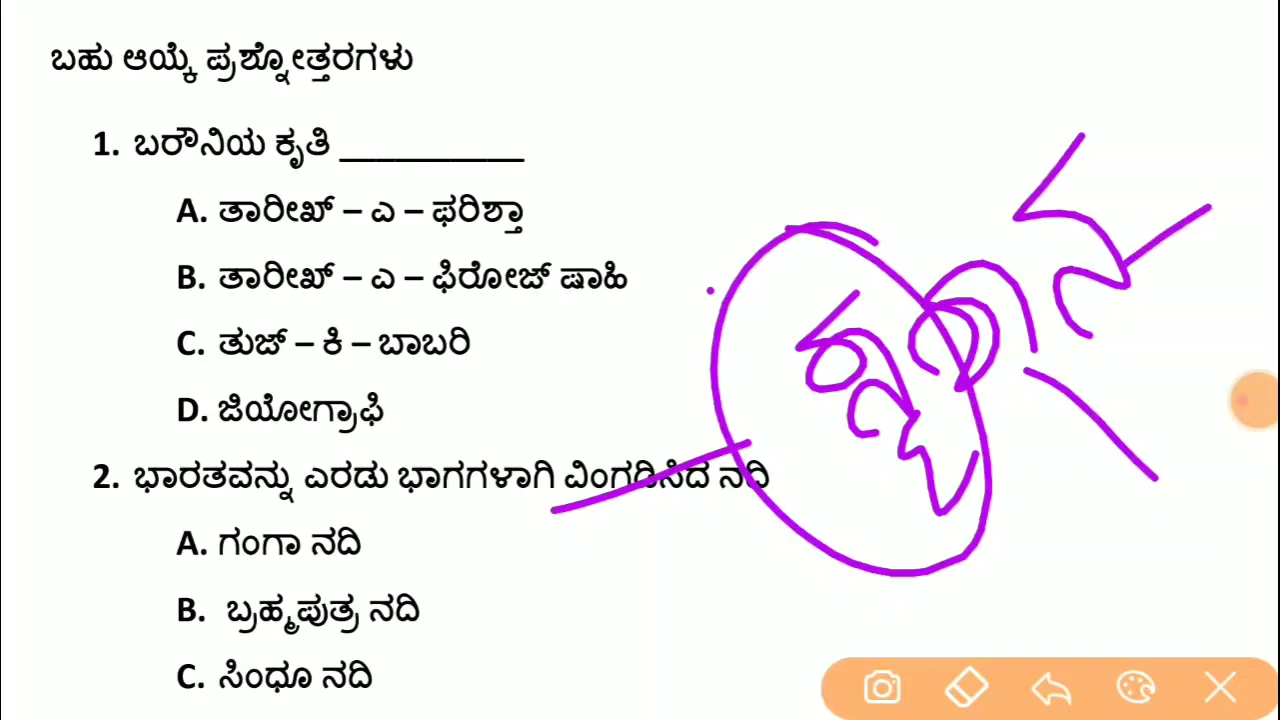 ಬಹು ಆಯ್ಕೆ ಪ್ರಶ್ನೋತ್ತರಗಳು
1. ಬರೌನಿಯ ಕೃತಿ __________
A. ತಾರೀಖ್ – ಎ – ಫರಿಶ್ತಾ
B. ತಾರೀಖ್ – ಎ – ಫಿರೋಜ್ ಷಾಹಿ
C. ತುಜ್ – ಕಿ – ಬಾಬರಿ
D. ಜಿಯೋಗ್ರಾಫಿ
2. ಭಾರತವನ್ನು ಎರಡು ಭಾಗಗಳಾಗಿ ವಿಂಗಡಿಸಿದ ನದಿ
A. ಗಂಗಾ ನದಿ
B. ಬ್ರಹ್ಮಪುತ್ರ ನದಿ
C. ಸಿಂಧೂ ನದಿ